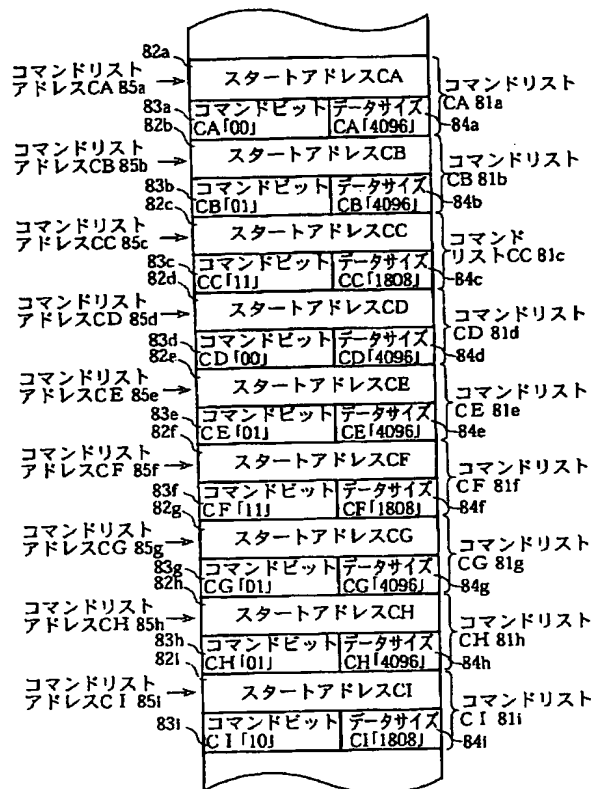 82a
コマンドリスト
アドレスCA 85a
スタートアドレスCA
コマンドリスト
CA 81a
83a
コマンドビット
CA「00」
データサイズ
CA「4096」
84a
82b
コマンドリスト
アドレスCB 85b
スタートアドレスCB
コマンドリスト
CB 81b
83b
コマンドビット
CB「01」
データサイズ
CB「4096」
84b
82c
コマンドリスト
アドレスCC 85c
スタートアドレスCC
コマンド
リストCC 81c
83c
コマンドビット
CC「11」
データサイズ
CC「1808」
84c
82d
コマンドリスト
アドレスCD 85d
スタートアドレスCD
コマンドリスト
CD 81d
83d
コマンドビット
CD「00」
データサイズ
CD「4096」
84d
82e
コマンドリスト
アドレスCE 85e
スタートアドレスCE
コマンドリスト
CE 81e
83e
コマンドビット
CE「01」
データサイズ
CE「4096」
84e
82f
コマンドリスト
アドレスCF 85f
スタートアドレスCF
コマンドリスト
CF 81f
83f
コマンドビット
CF「11」
データサイズ
CF「1808」
84f
82g
コマンドリスト
アドレスCG 85g
スタートアドレスCG
コマンドリスト
CG 81g
83g
コマンドビット
CG「01」
データサイズ
CG「4096」
84g
82h
コマンドリスト
アドレスCH 85h
スタートアドレスCH
コマンドリスト
CH 81h
83h
コマンドビット
CH「01」
データサイズ
CH「4096」
84h
82i
コマンドリスト
アドレスCI 85i
スタートアドレスCI
コマンドリスト
CI 81i
83i
コマンドビット
CI「10」
データサイズ
CI「1808」
84i